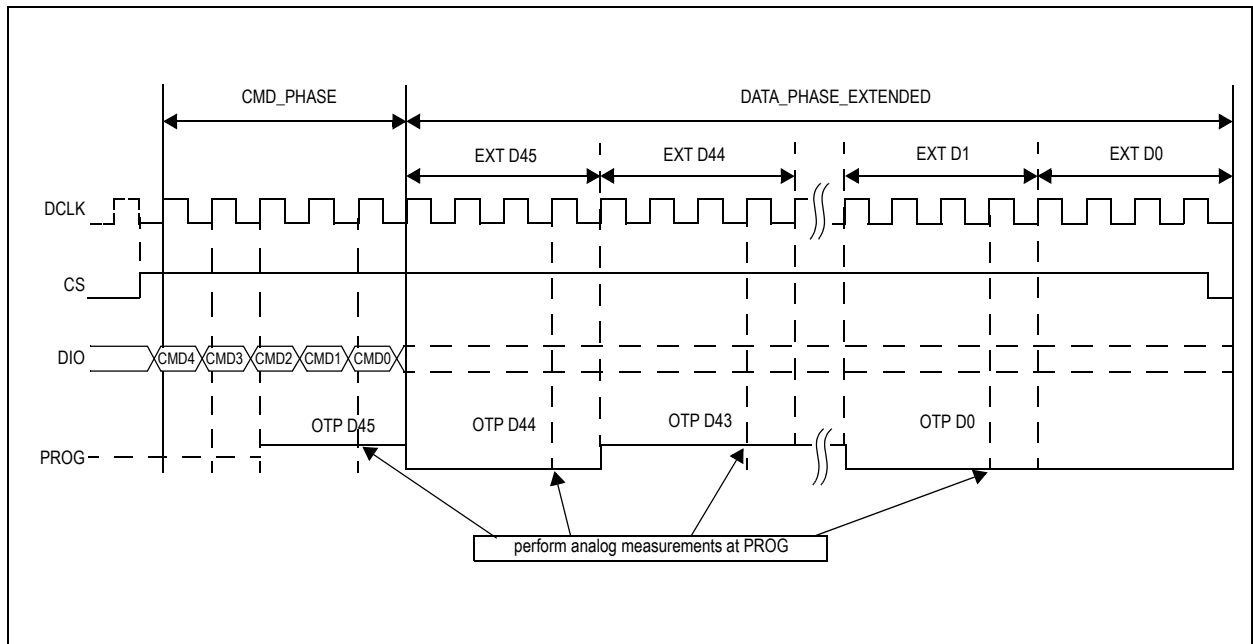 CMD_PHASE
DATA_PHASE_EXTENDED
EXT D45
EXT D44
EXT D1
EXT D0
DCLK
CS
DIO
CMD4
CMD3
CMD2
CMD1
CMD0
OTP D45
OTP D44
OTP D43
OTP D0
PROG
perform analog measurements at PROG